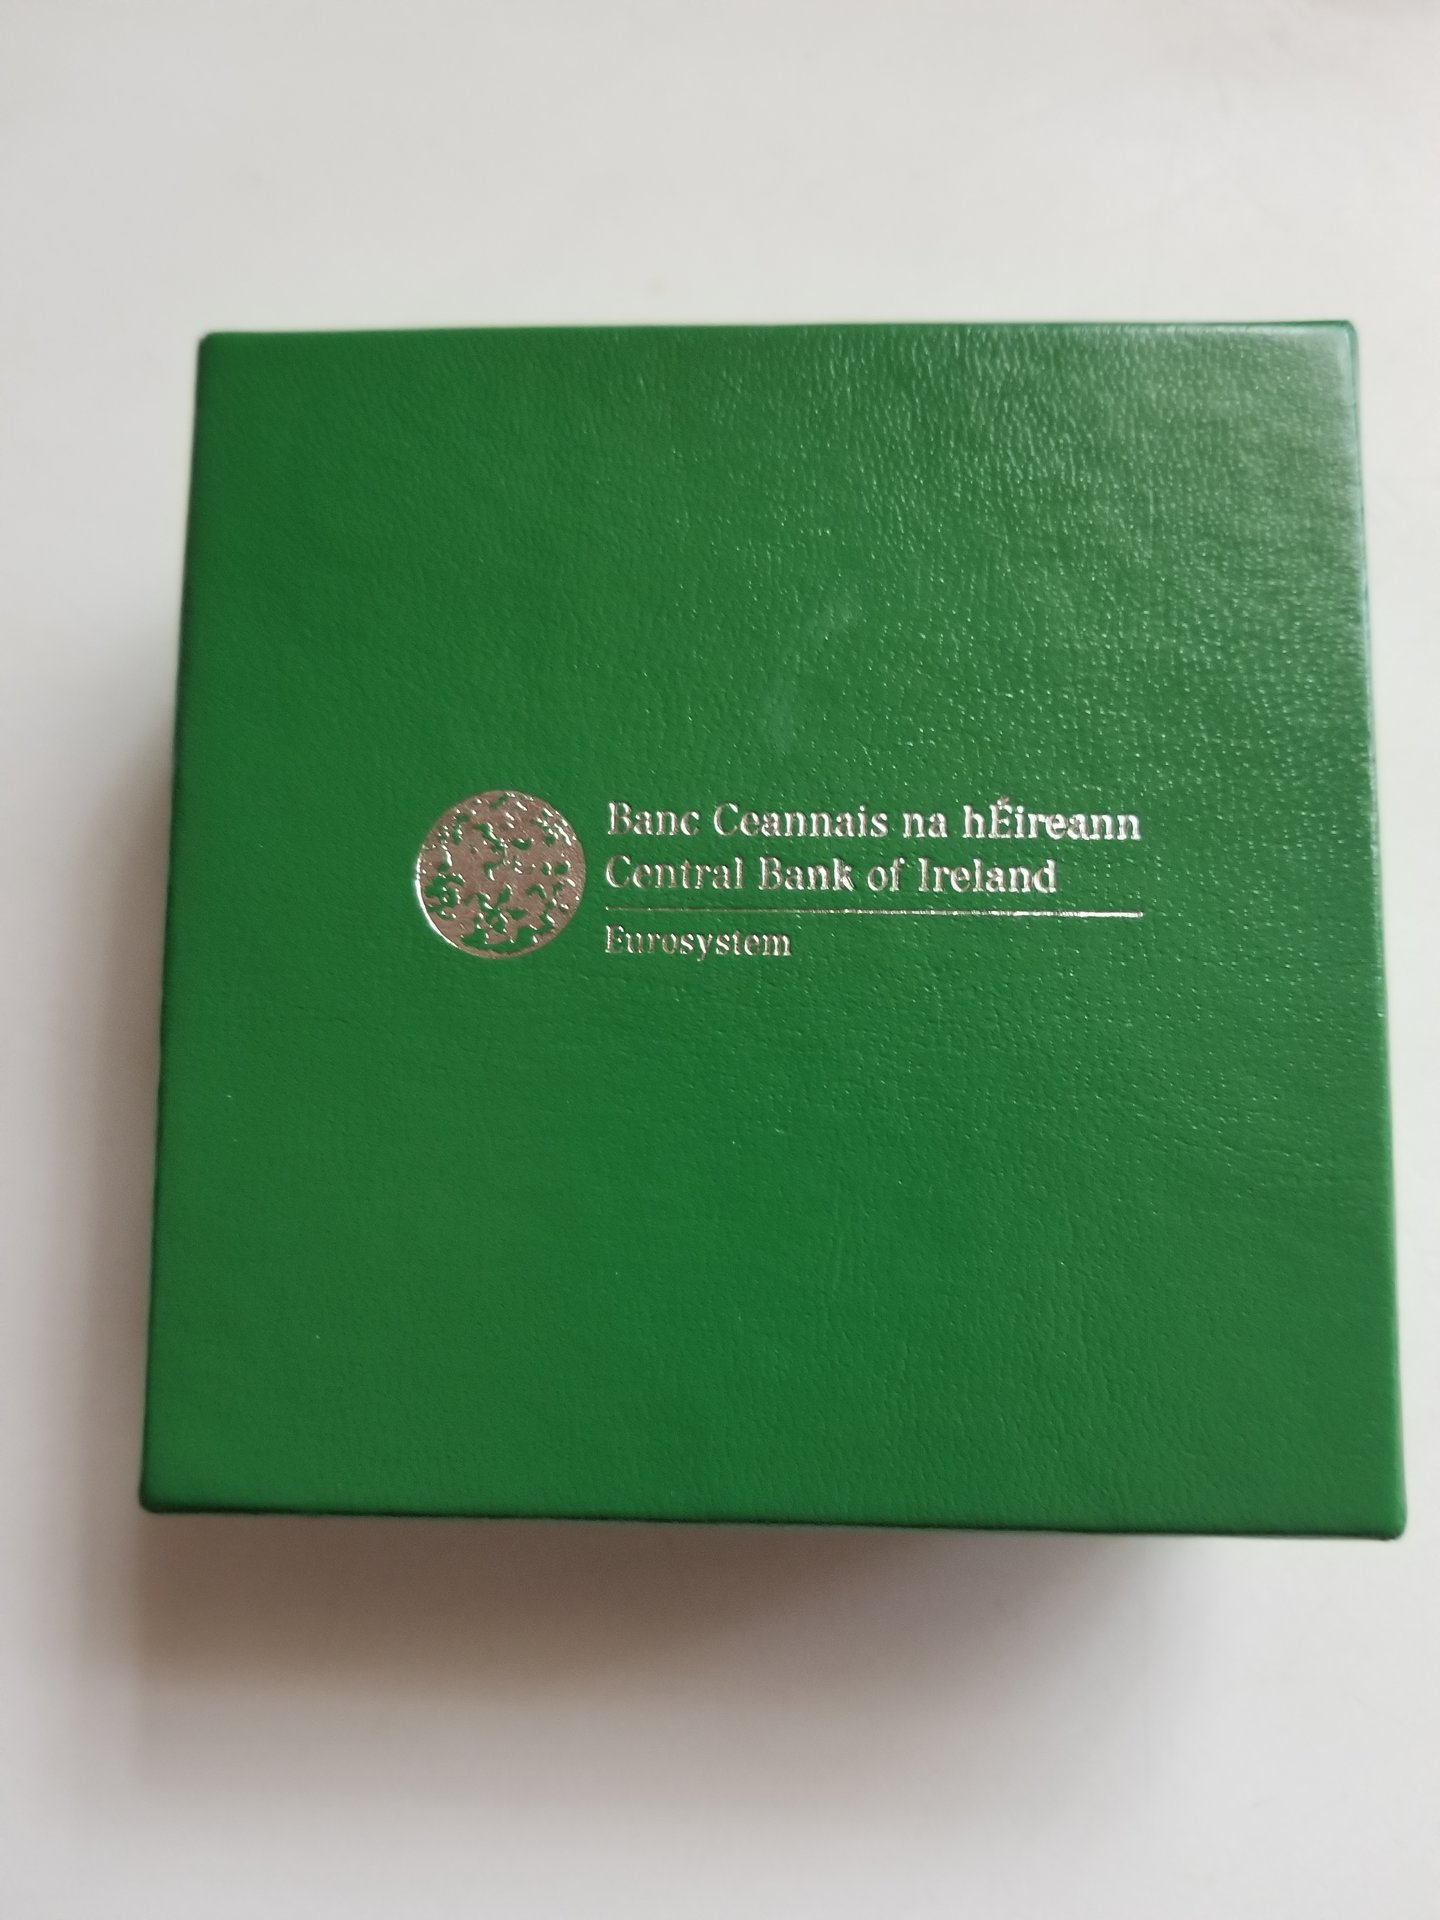 Banc Ceannais na hÉireann
Central Bank of Ireland
Eurosystem